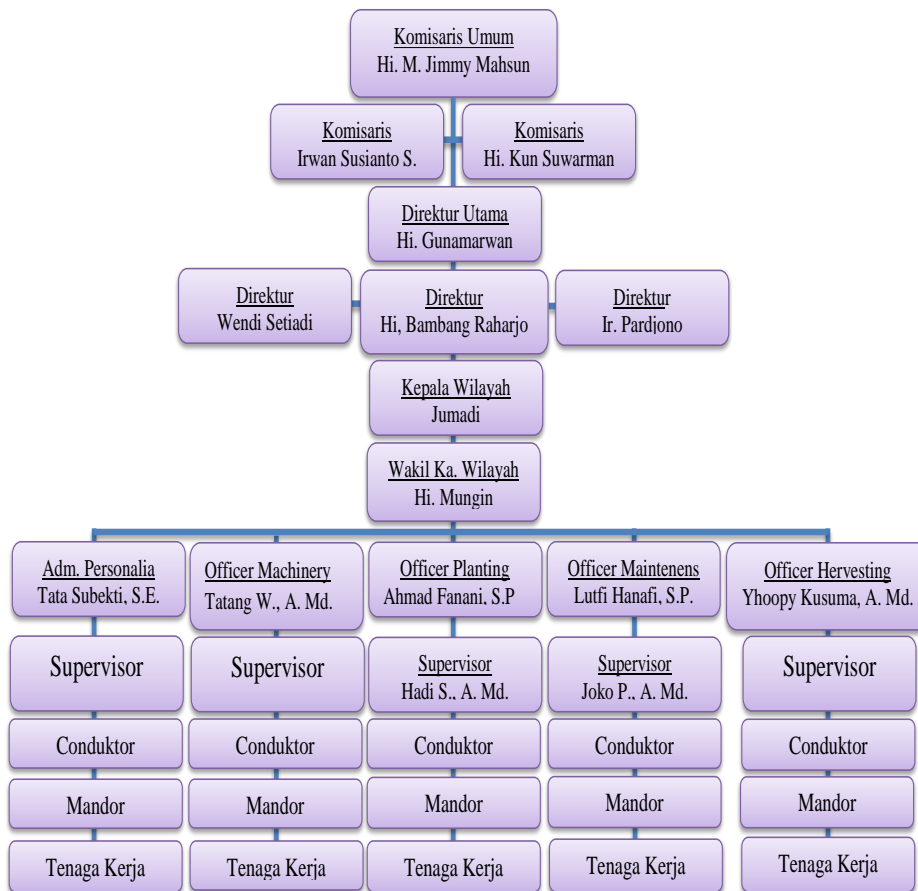 Komisaris Umum
Hi. M. Jimmy Mahsun
Komisaris
Irwan Susianto S.
Komisaris
Hi. Kun Suwarman
Direktur Utama
Hi. Gunamarwan
Direktur
Wendi Setiadi
Direktur
Hi, Bambang Raharjo
Direktur
Ir. Pardjono
Kepala Wilayah
Jumadi
Wakil Ka. Wilayah
Hi. Mungin
Adm. Personalia
Tata Subekti, S.E.
Officer Machinery
Tatang W., A. Md.
Officer Planting
Ahmad Fanani, S.P
Officer Maintenens
Lutfi Hanafi, S.P.
Officer Hervesting
Yhoopy Kusuma, A. Md.
Supervisor
Supervisor
Supervisor
Hadi S., A. Md.
Supervisor
Joko P., A. Md.
Supervisor
Conduktor
Conduktor
Conduktor
Conduktor
Conduktor
Mandor
Mandor
Mandor
Mandor
Mandor
Tenaga Kerja
Tenaga Kerja
Tenaga Kerja
Tenaga Kerja
Tenaga Kerja